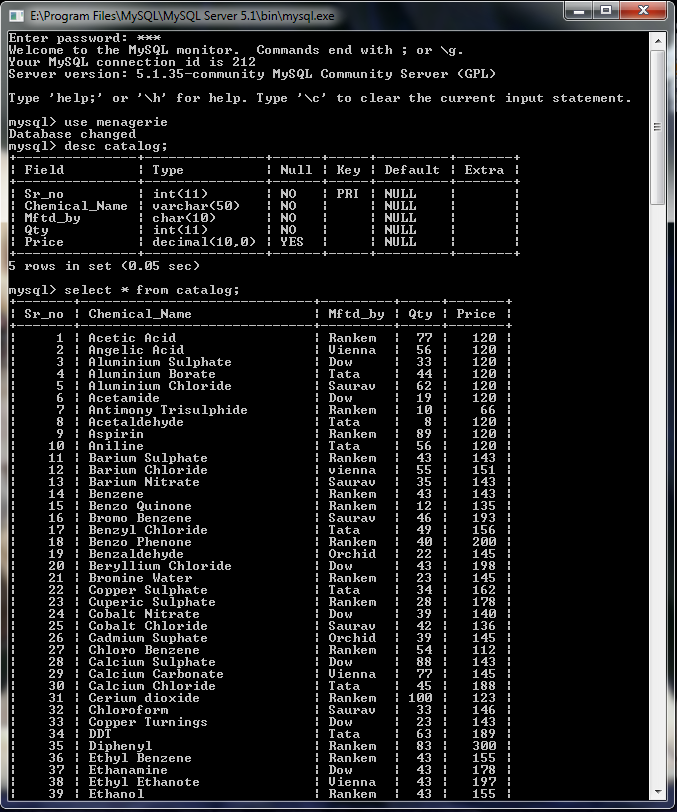 E:\Program Files\MySQL\MySQL Server 5.1\bin\mysql.exe
Enter password: ***
Welcome to the MySQL monitor.  Commands end with ; or \g.
Your MySQL connection id is 212
Server version: 5.1.35-community MySQL Community Server (GPL)
Type 'help;' or '\h' for help. Type '\c' to clear the current input statement.
mysql> use menagerie
Database changed
mysql> desc catalog;
+---------------+---------------+------+-----+---------+-------+
| Field         | Type          | Null | Key | Default | Extra |
+---------------+---------------+------+-----+---------+-------+
| Sr_no         | int(11)       | NO   | PRI | NULL    |       |
| Chemical_Name | varchar(50)   | NO   |     | NULL    |       |
| Mftd_by       | char(10)      | NO   |     | NULL    |       |
| Qty           | int(11)       | NO   |     | NULL    |       |
| Price         | decimal(10,0) | YES  |     | NULL    |       |
+---------------+---------------+------+-----+---------+-------+
5 rows in set (0.05 sec)
mysql> select * from catalog;
+-------+----------------------------+---------+-----+-------+
| Sr_no | Chemical_Name              | Mftd_by | Qty | Price |
+-------+----------------------------+---------+-----+-------+
|     1 | Acetic Acid                | Rankem  |  77 |   120 |
|     2 | Angelic Acid               | Vienna  |  56 |   120 |
|     3 | Aluminium Sulphate         | Dow     |  33 |   120 |
|     4 | Aluminium Borate           | Tata    |  44 |   120 |
|     5 | Aluminium Chloride         | Saurav  |  62 |   120 |
|     6 | Acetamide                  | Dow     |  19 |   120 |
|     7 | Antimony Trisulphide       | Rankem  |  10 |    66 |
|     8 | Acetaldehyde               | Tata    |   8 |   120 |
|     9 | Aspirin                    | Rankem  |  89 |   120 |
|    10 | Aniline                    | Tata    |  56 |   120 |
|    11 | Barium Sulphate            | Rankem  |  43 |   143 |
|    12 | Barium Chloride            | vienna  |  55 |   151 |
|    13 | Barium Nitrate             | Saurav  |  35 |   143 |
|    14 | Benzene                    | Rankem  |  43 |   143 |
|    15 | Benzo Quinone              | Rankem  |  12 |   135 |
|    16 | Bromo Benzene              | Saurav  |  46 |   193 |
|    17 | Benzyl Chloride            | Tata    |  49 |   156 |
|    18 | Benzo Phenone              | Rankem  |  40 |   200 |
|    19 | Benzaldehyde               | Orchid  |  22 |   145 |
|    20 | Beryllium Chloride         | Dow     |  43 |   198 |
|    21 | Bromine Water              | Rankem  |  23 |   145 |
|    22 | Copper Sulphate            | Tata    |  34 |   162 |
|    23 | Cuperic Sulphate           | Rankem  |  28 |   178 |
|    24 | Cobalt Nitrate             | Dow     |  39 |   140 |
|    25 | Cobalt Chloride            | Saurav  |  42 |   136 |
|    26 | Cadmium Suphate            | Orchid  |  39 |   145 |
|    27 | Chloro Benzene             | Rankem  |  54 |   112 |
|    28 | Calcium Sulphate           | Dow     |  88 |   143 |
|    29 | Calcium Carbonate          | Vienna  |  77 |   145 |
|    30 | Calcium Chloride           | Tata    |  45 |   188 |
|    31 | Cerium dioxide             | Rankem  | 100 |   123 |
|    32 | Chloroform                 | Saurav  |  33 |   146 |
|    33 | Copper Turnings            | Dow     |  23 |   143 |
|    34 | DDT                        | Tata    |  63 |   189 |
|    35 | Diphenyl                   | Rankem  |  83 |   300 |
|    36 | Ethyl Benzene              | Rankem  |  43 |   155 |
|    37 | Ethanamine                 | Dow     |  43 |   178 |
|    38 | Ethyl Ethanote             | Vienna  |  43 |   197 |
|    39 | Ethanol                    | Rankem  |  43 |   155 |